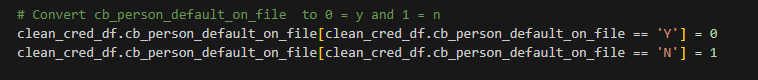 # Convert cb_person_default_on_file  to 0 = y and 1 = n
clean_cred_df.cb_person_default_on_file[clean_cred_df.cb_person_default_on_file == 'Y'] = 0
clean_cred_df.cb_person_default_on_file[clean_cred_df.cb_person_default_on_file == 'N'] = 1